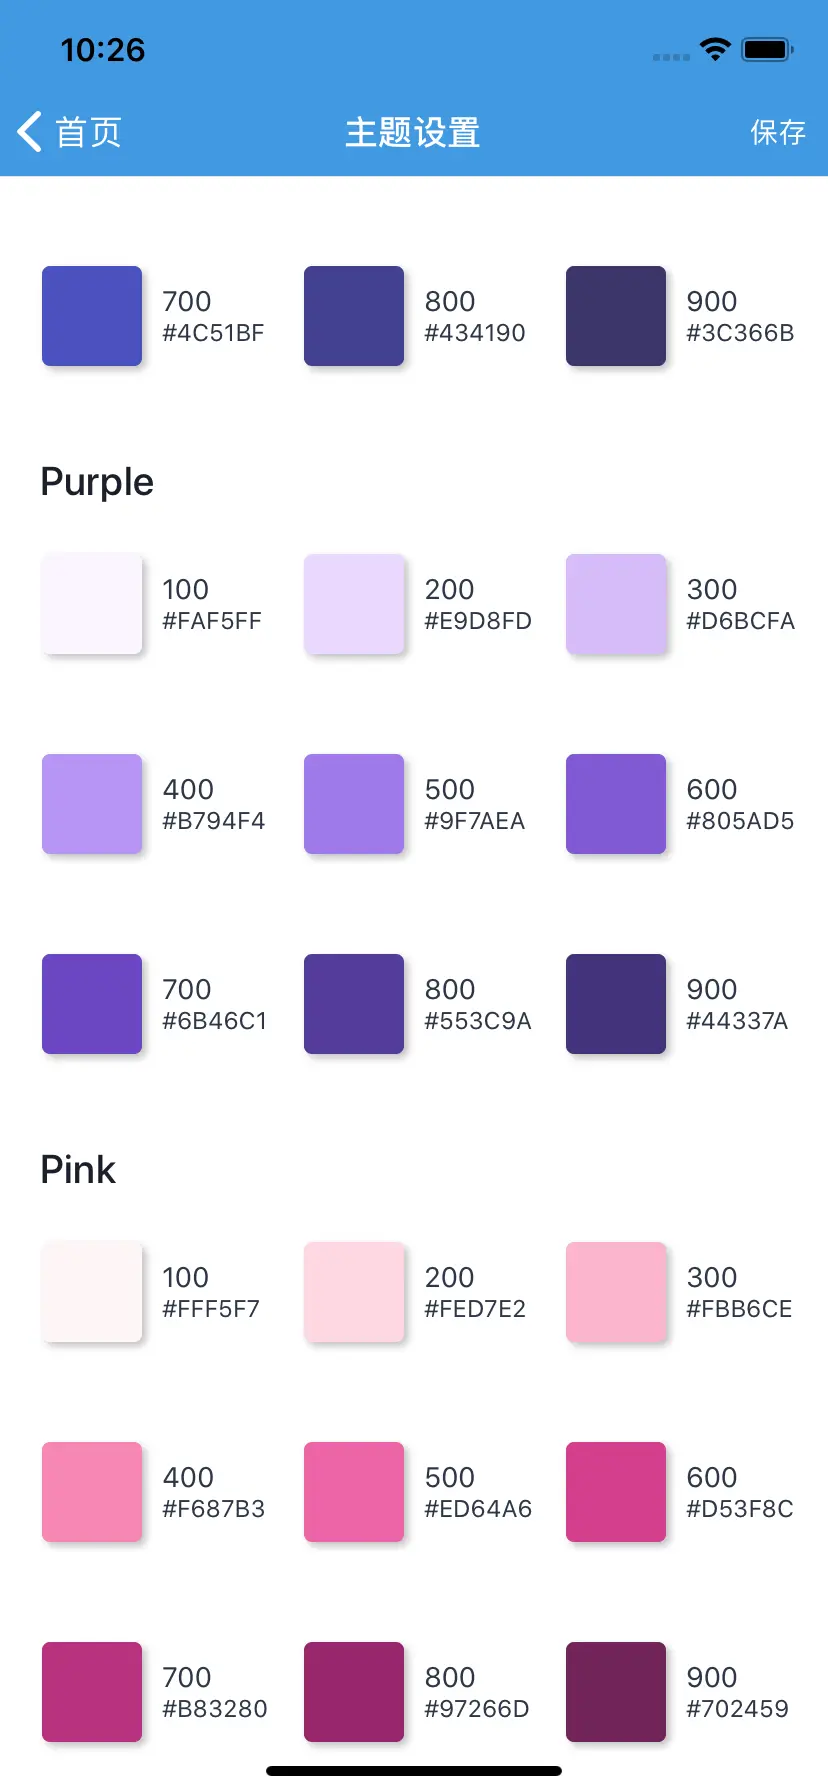 10:26
首页
主题设置
保存
700
#4C51BF
800
#434190
900
#3C366B
Purple
100
#FAF5FF
200
#E9D8FD
300
#D6BCFA
400
#B794F4
500
#9F7AEA
600
#805AD5
700
#6B46C1
800
#553C9A
900
#44337A
Pink
100
#FFF5F7
200
#FED7E2
300
#FBB6CE
400
#F687B3
500
#ED64A6
600
#D53F8C
700
#B83280
800
#97266D
900
#702459